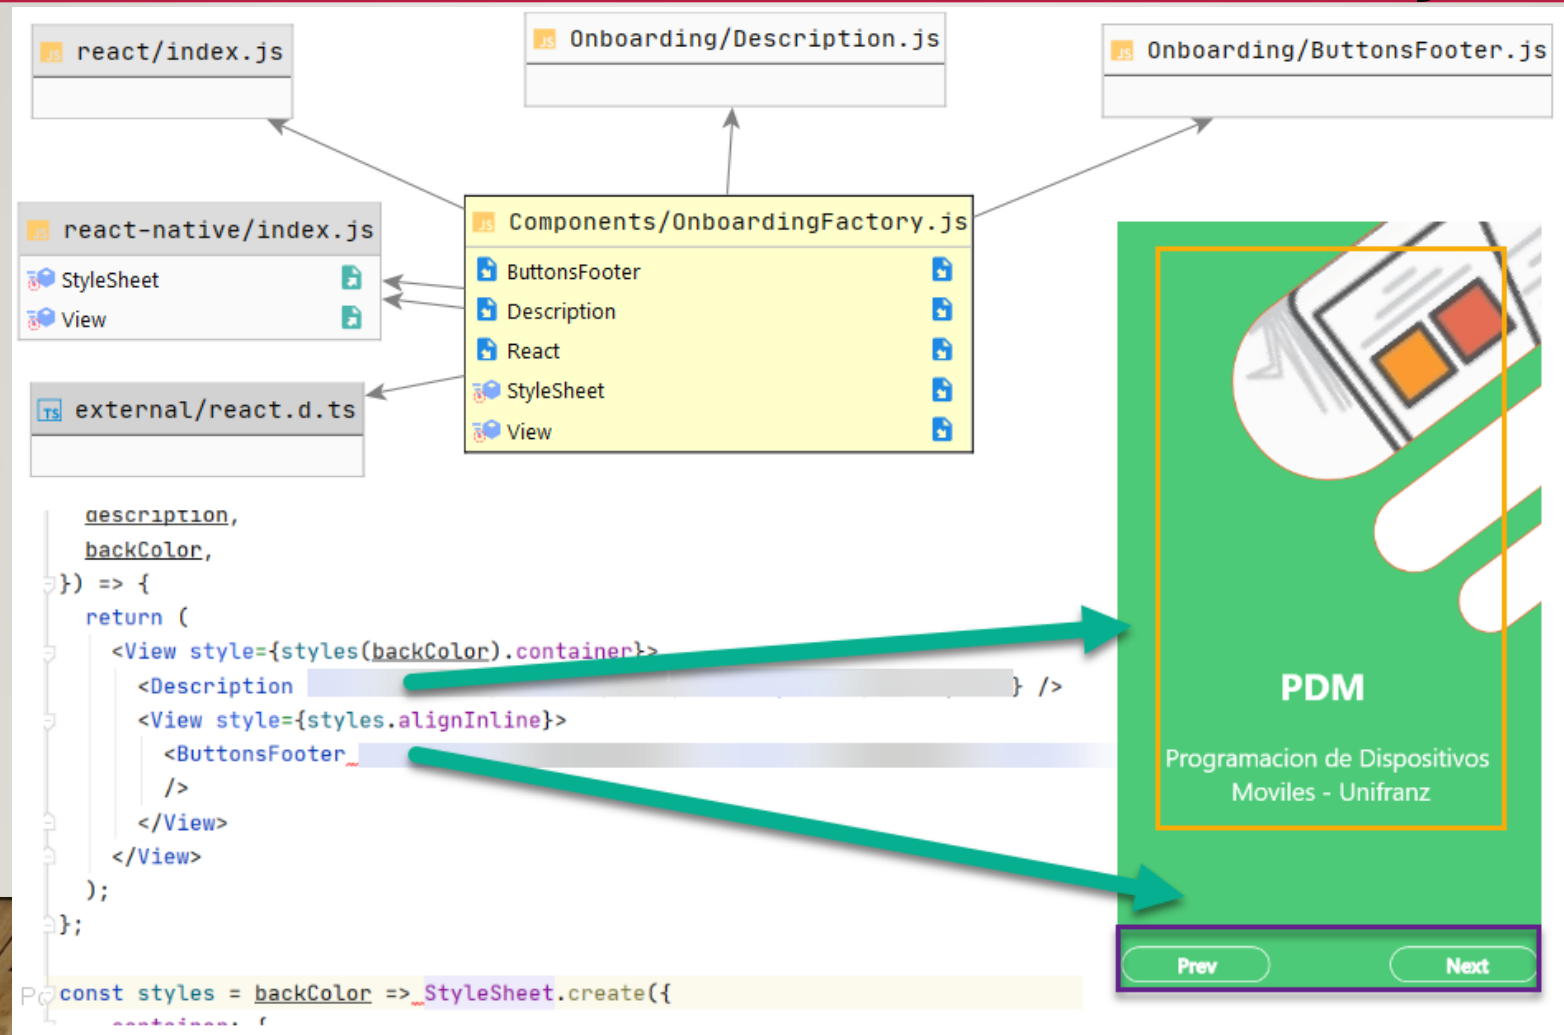 react/index.js
Onboarding/Description.js
Onboarding/ButtonsFooter.js
react-native/index.js
StyleSheet
View
Components/OnboardingFactory.js
ButtonsFooter
Description
React
StyleSheet
View
external/react.d.ts
description,
backColor,
}) => {
return (
<View style={styles(backColor).container}>
<Description } />
<View style={styles.alignInline}>
<ButtonsFooter
/>
</View>
</View>
);
};
const styles = backColor => StyleSheet.create({
container: {
PDM
Programacion de Dispositivos
Moviles - Unifranz
Prev
Next